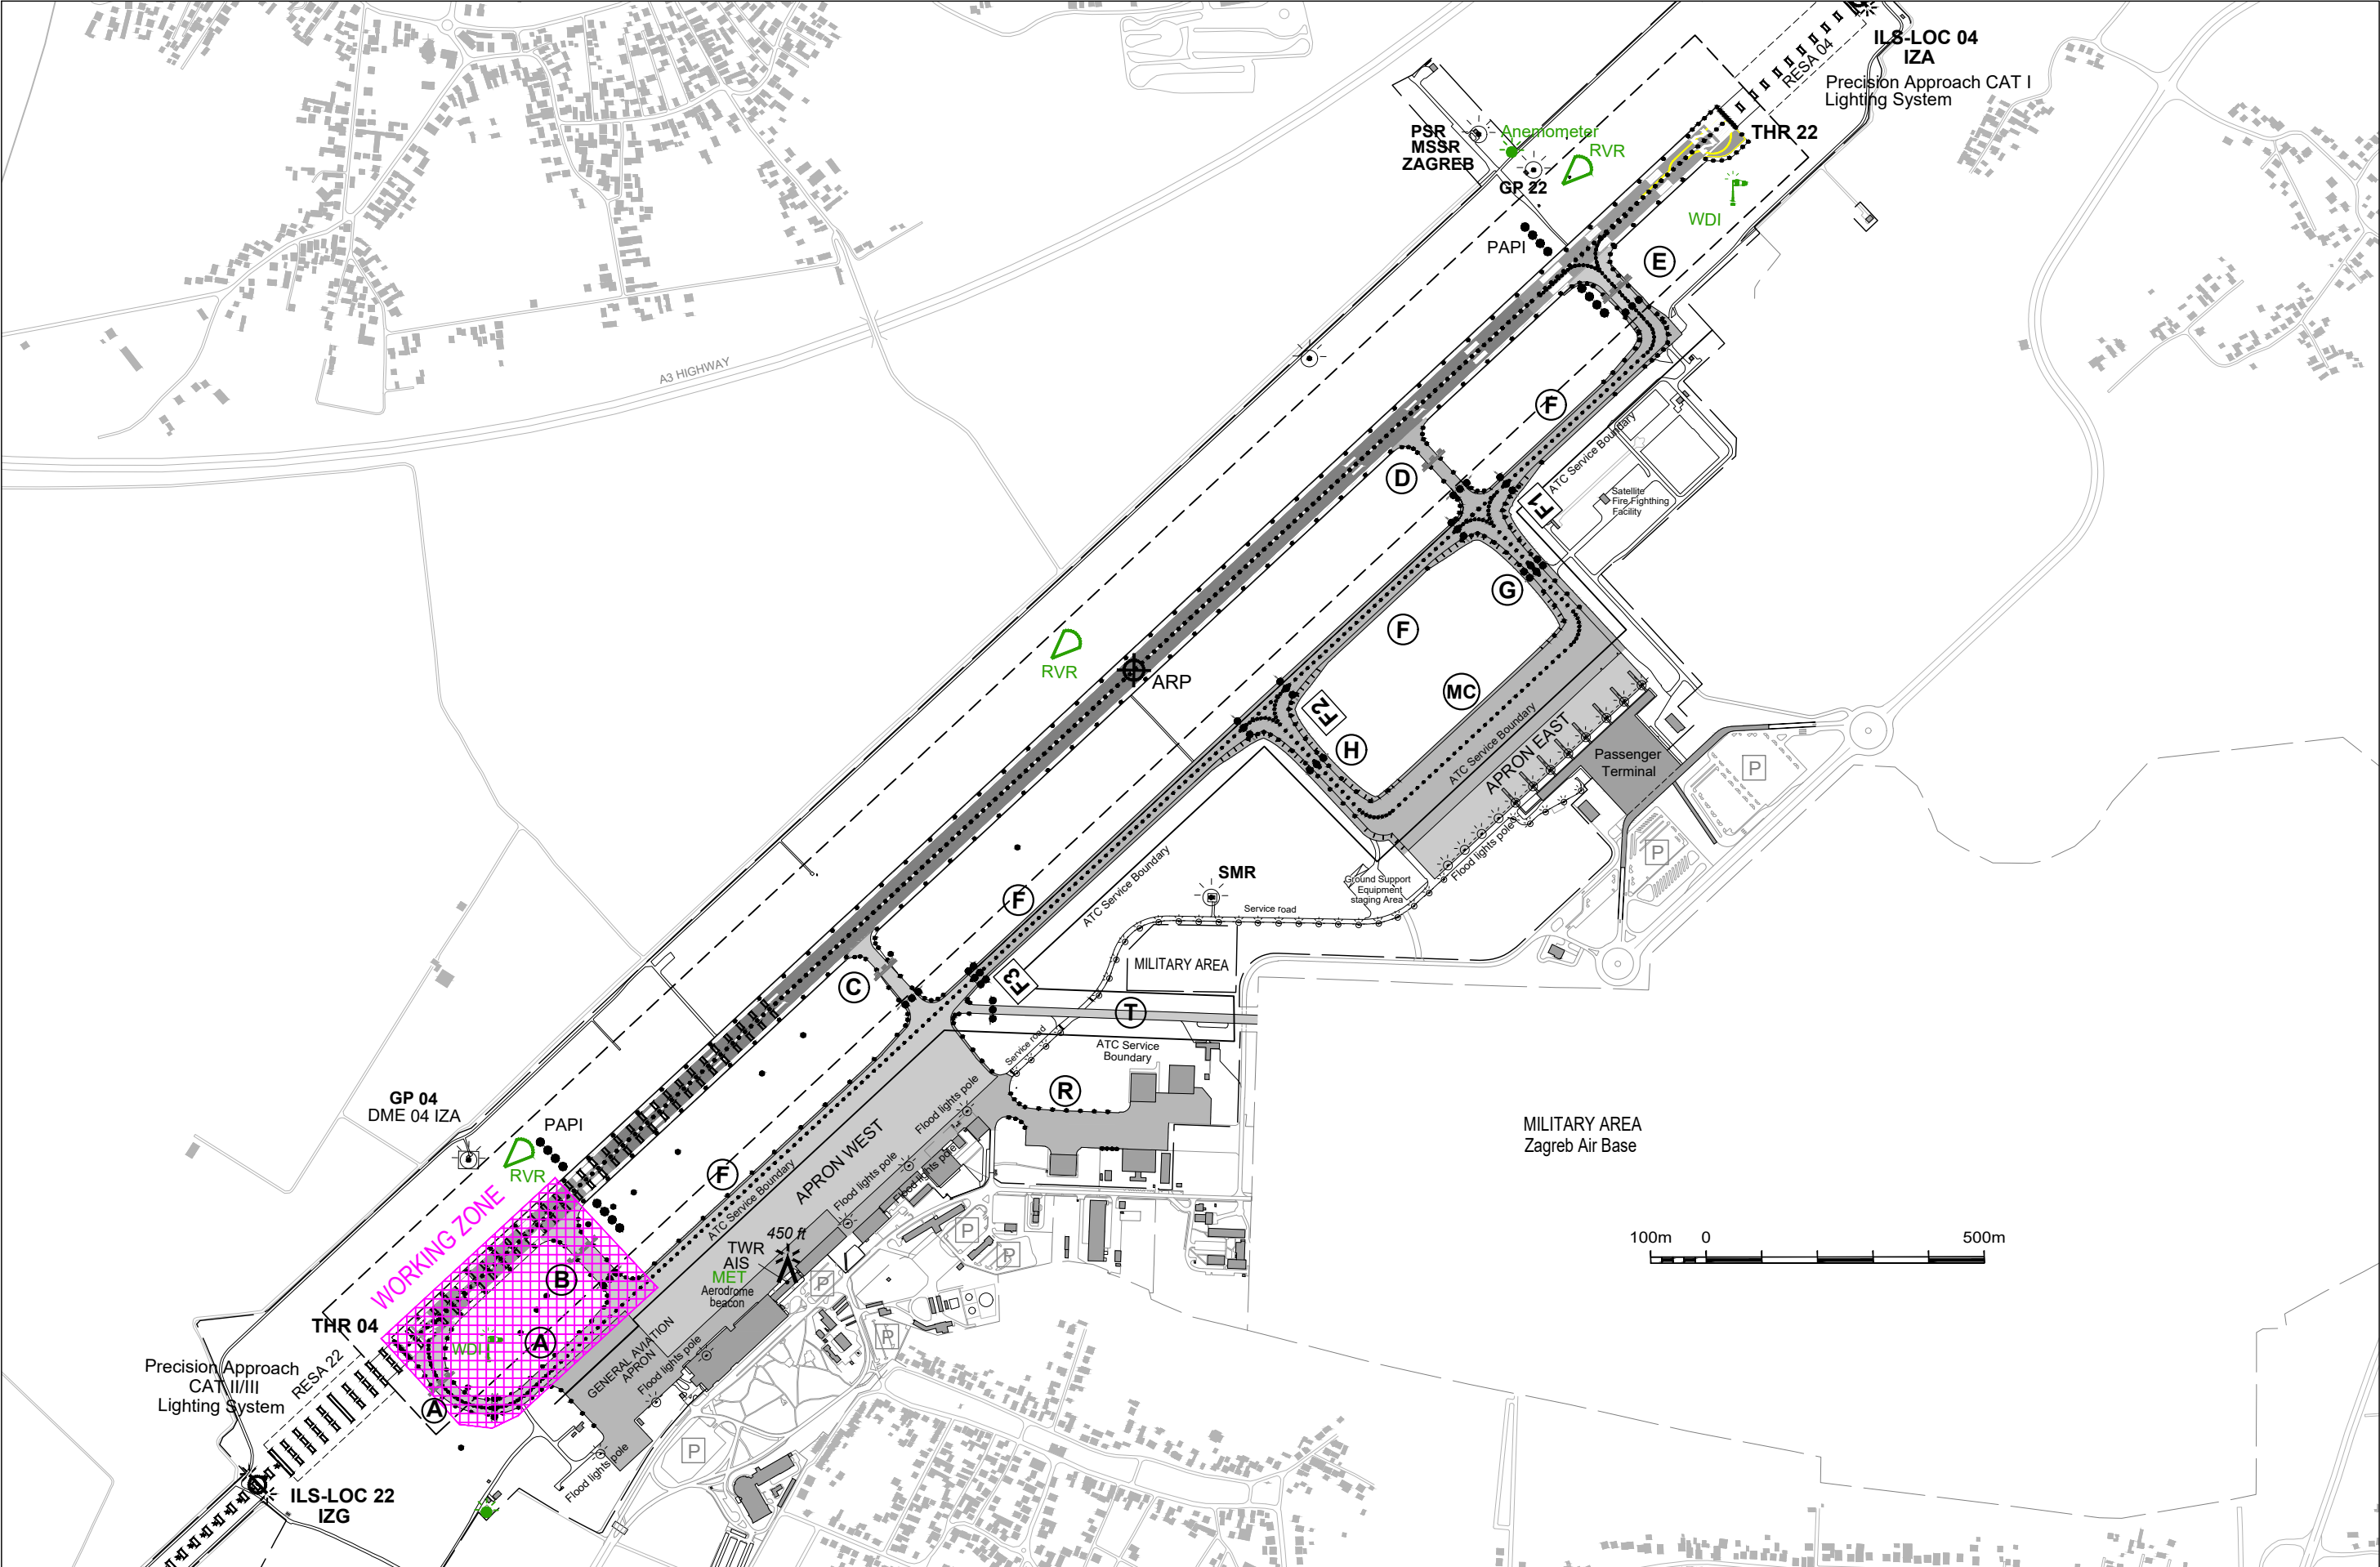 ILS-LOC 04
IZA
RESA 04
Precision Approach CAT I
Lighting System
THR 22
PSR
MSSR
ZAGREB
Anemometer
RVR
GP 22
WDI
PAPI
E
A3 HIGHWAY
F
ATC Service Boundary
D
F1
Satellite
Fire Fighthing
Facility
G
F
RVR
ARP
MC
F2
H
ATC Service Boundary
APRON EAST
Passenger
Terminal
P
P
Flood lights pole
ATC Service Boundary
SMR
Ground Support
Equipment
staging Area
Service road
F
MILITARY AREA
C
F3
T
Service road
ATC Service
Boundary
R
GP 04
DME 04 IZA
PAPI
RVR
F
ATC Service Boundary
APRON WEST
Flood lights pole
Flood lights pole
Flood lights pole
MILITARY AREA
Zagreb Air Base
100m
0
500m
WORKING ZONE
450 ft
TWR
AIS
MET
Aerodrome
beacon
P
P
P
P
B
A
WDI
THR 04
GENERAL AVIATION
APRON
Flood lights pole
Precision Approach
CAT II/III
Lighting System
RESA 22
A
P
Flood lights pole
ILS-LOC 22
IZG